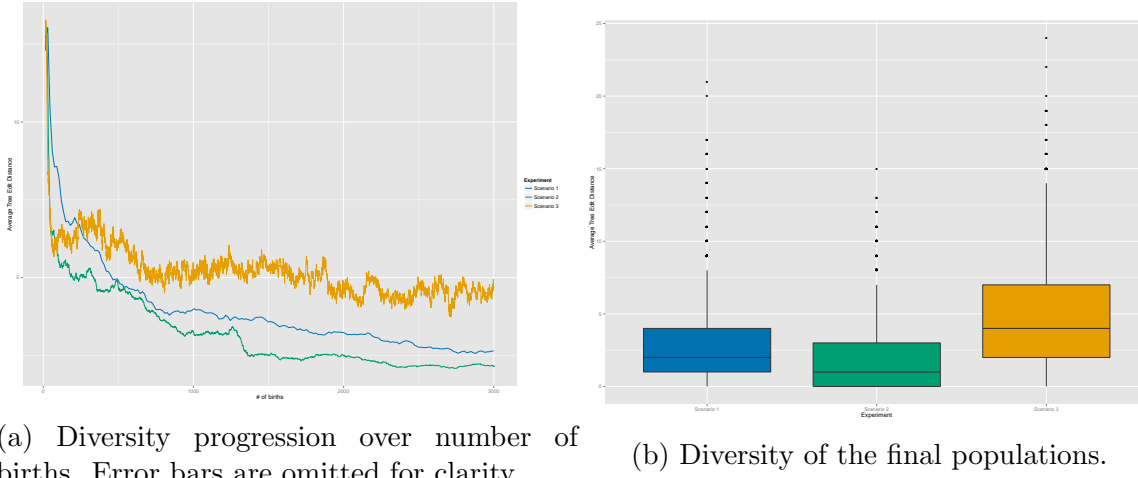 Average Tree Edit Distance
10
5
0
1000
2000
3000
# of births
Experiment
Scenario 1
Scenario 2
Scenario 3
Average Tree Edit Distance
25
20
15
10
5
0
Scenario 1
Scenario 2
Scenario 3
Experiment
(a) Diversity progression over number of
births. Error bars are omitted for clarity
(b) Diversity of the final populations.